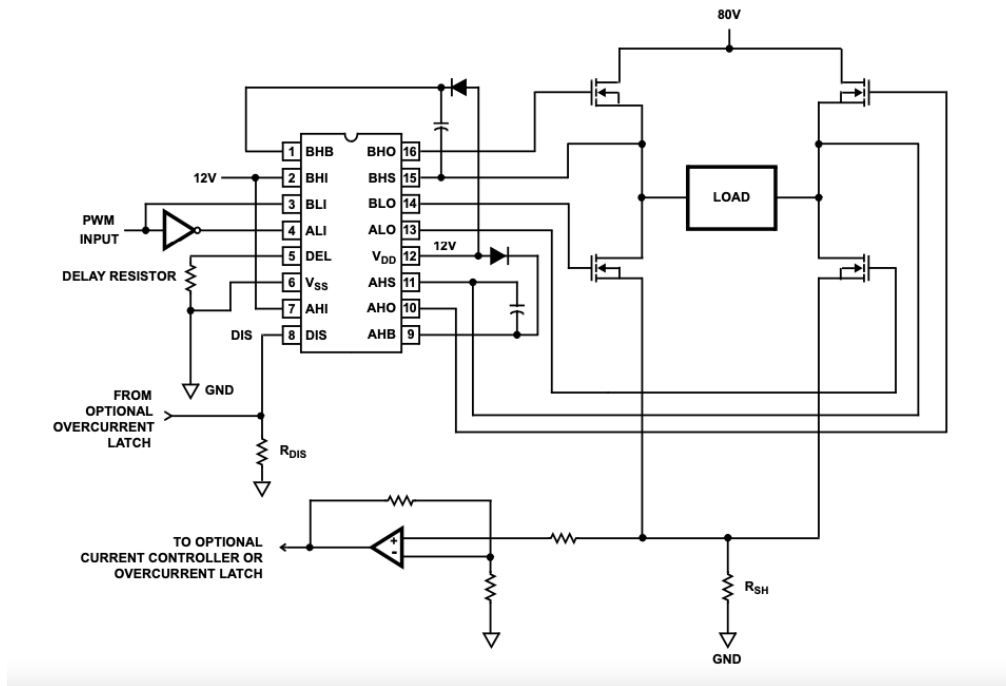 80V
1 BHB BHO 16
12V 2 BHI BHS 15
3 BLI BLO 14
PWM
INPUT
4 ALI ALO 13
5 DEL VDD 12 12V
DELAY RESISTOR
6 VSS AHS 11
7 AHI AHO 10
DIS 8 DIS AHB 9
LOAD
GND
FROM
OPTIONAL
OVERCURRENT
LATCH
RDIS
TO OPTIONAL
CURRENT CONTROLLER OR
OVERCURRENT LATCH
+
-
RSH
GND